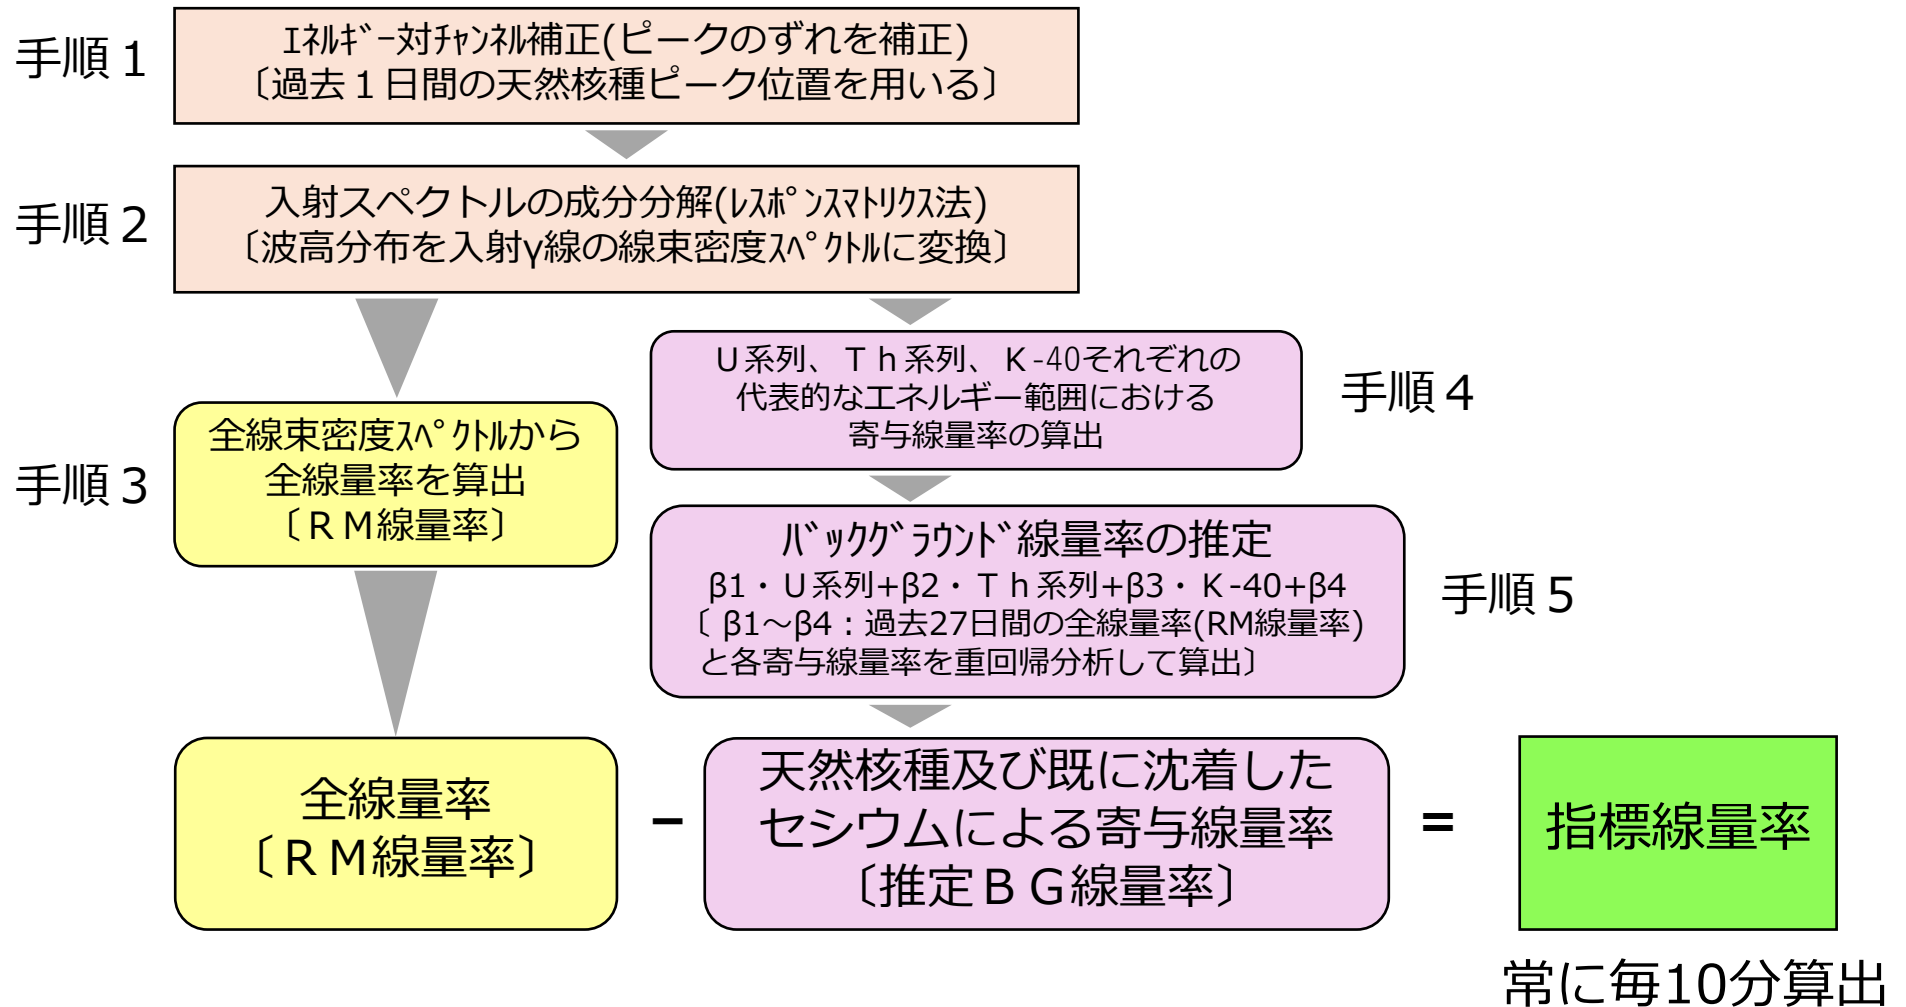 手順１
ｴﾈﾙｷﾞｰ対ﾁｬﾝﾈﾙ補正(ピークのずれを補正)
〔過去１日間の天然核種ピーク位置を用いる〕
手順２
入射スペクトルの成分分解(ﾚｽﾎﾟﾝｽﾏﾄﾘｸｽ法)
〔波高分布を入射γ線の線束密度ｽﾍﾟｸﾄﾙに変換〕
手順３
全線束密度ｽﾍﾟｸﾄﾙから
全線量率を算出
〔ＲＭ線量率〕
Ｕ系列、Ｔｈ系列、Ｋ-40それぞれの
代表的なエネルギー範囲における
寄与線量率の算出
手順４
ﾊﾞｯｸｸﾞﾗｳﾝﾄﾞ線量率の推定
β1・Ｕ系列+β2・Ｔｈ系列+β3・Ｋ-40+β4
〔 β1～β4：過去27日間の全線量率(RM線量率)
と各寄与線量率を重回帰分析して算出〕
手順５
全線量率
〔ＲＭ線量率〕
－
天然核種及び既に沈着した
セシウムによる寄与線量率
〔推定ＢＧ線量率〕
=
指標線量率
常に毎10分算出